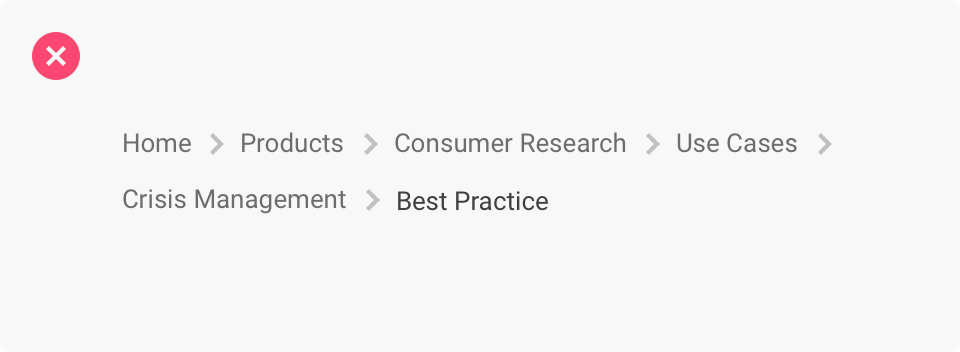 Home > Products > Consumer Research > Use Cases >
Crisis Management > Best Practice